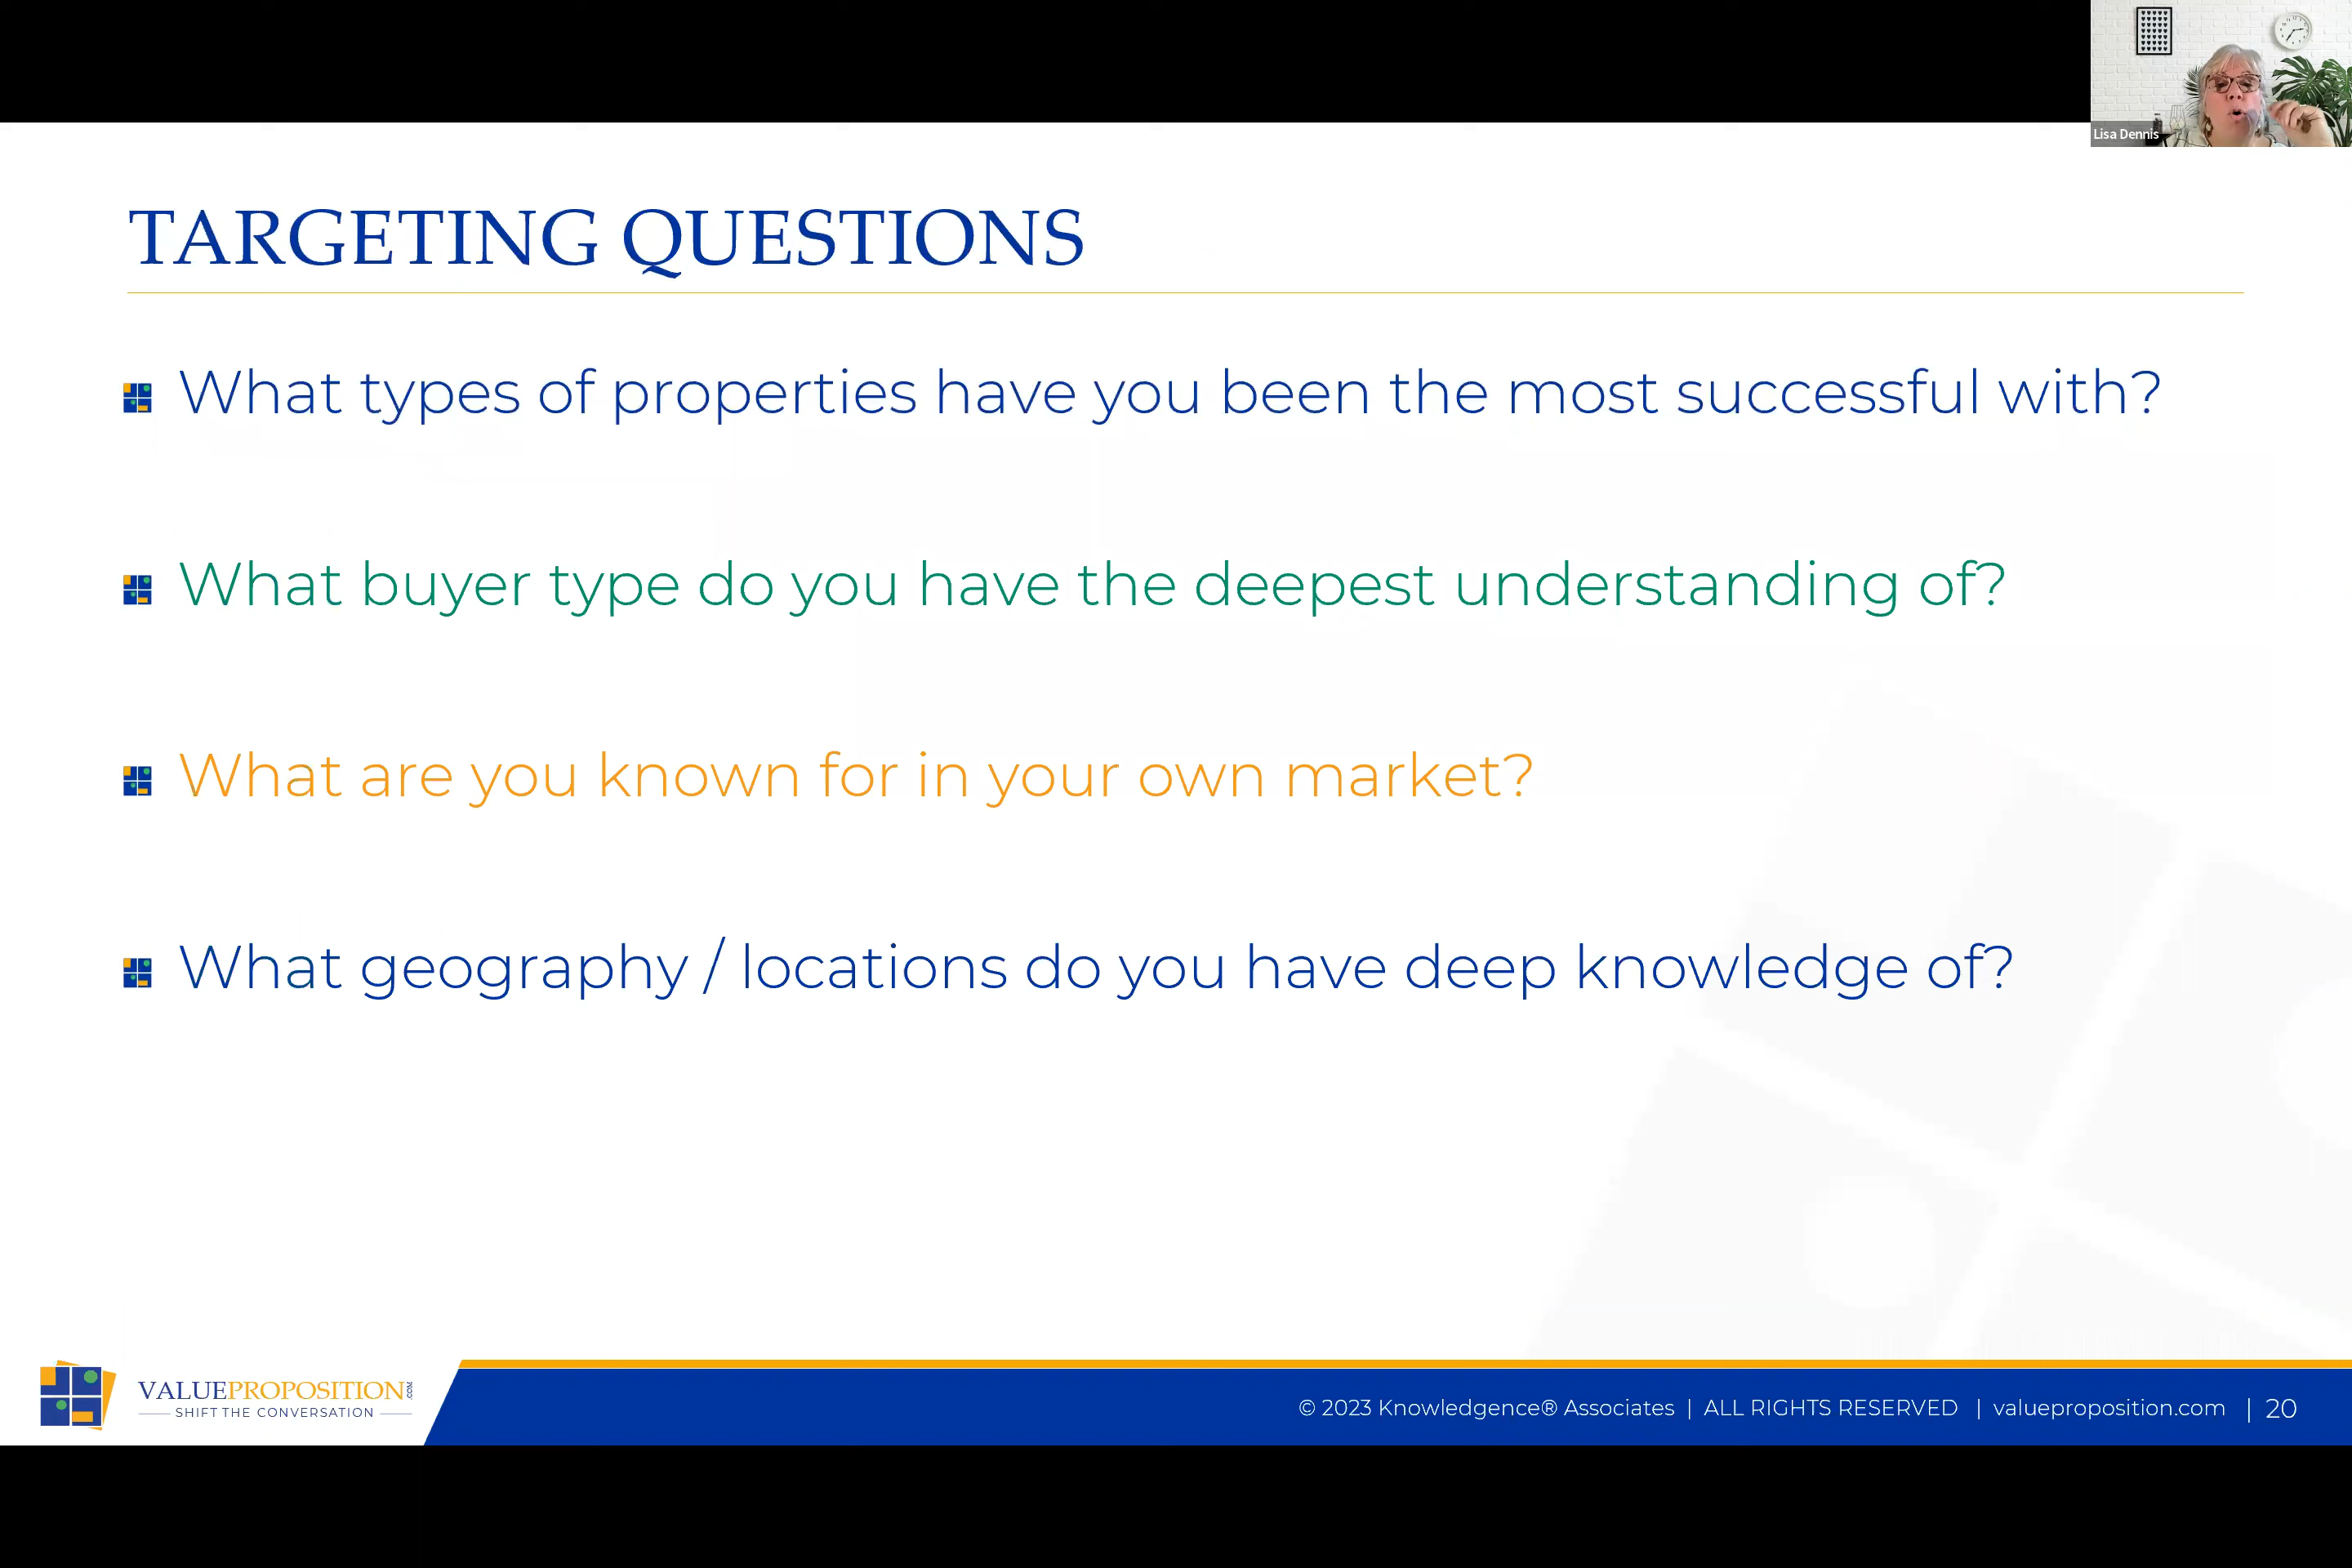 Lisa Dennis
TARGETING QUESTIONS
What types of properties have you been the most successful with?
What buyer type do you have the deepest understanding of?
What are you known for in your own market?
What geography / locations do you have deep knowledge of?
VALUEPROPOSITION.COM
SHIFT THE CONVERSATION
© 2023 Knowledgence® Associates | ALL RIGHTS RESERVED | valueproposition.com | 20